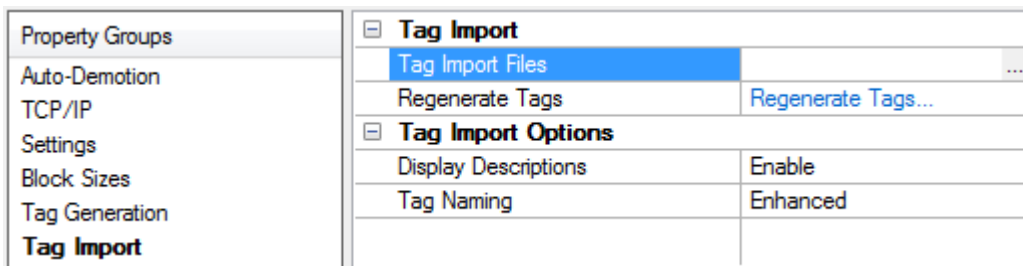 Property Groups
Auto-Demotion
TCP/IP
Settings
Block Sizes
Tag Generation
Tag Import
Tag Import
Tag Import Files ...
Regenerate Tags Regenerate Tags...
Tag Import Options
Display Descriptions Enable
Tag Naming Enhanced